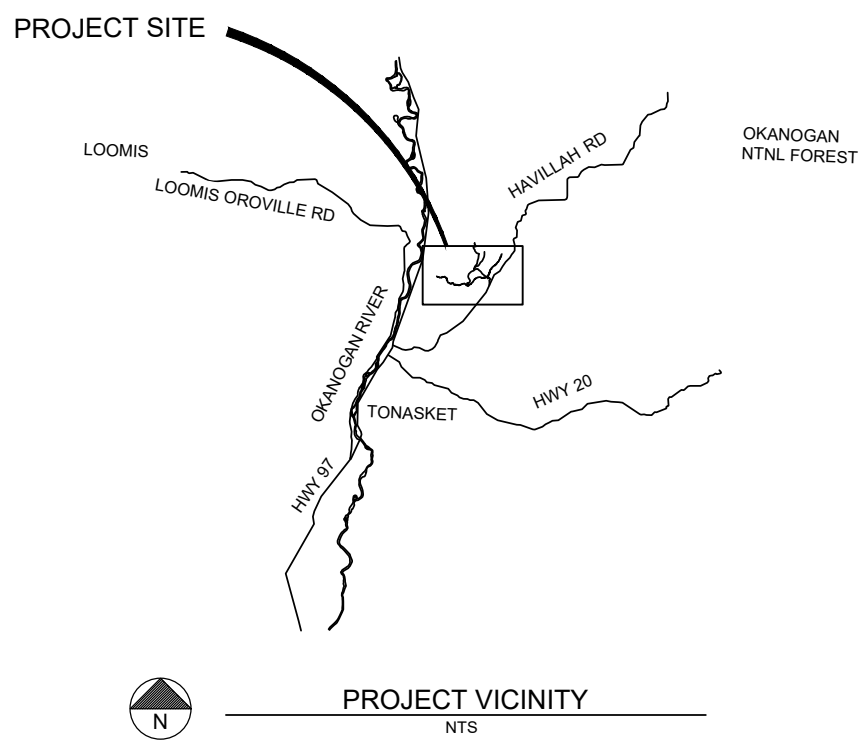 PROJECT SITE
LOOMIS
LOOMIS OROVILLE RD
HAVILLAH RD
OKANOGAN
NTNL FOREST
OKANOGAN RIVER
TONASKET
HWY 20
HWY 97
N
PROJECT VICINITY
NTS